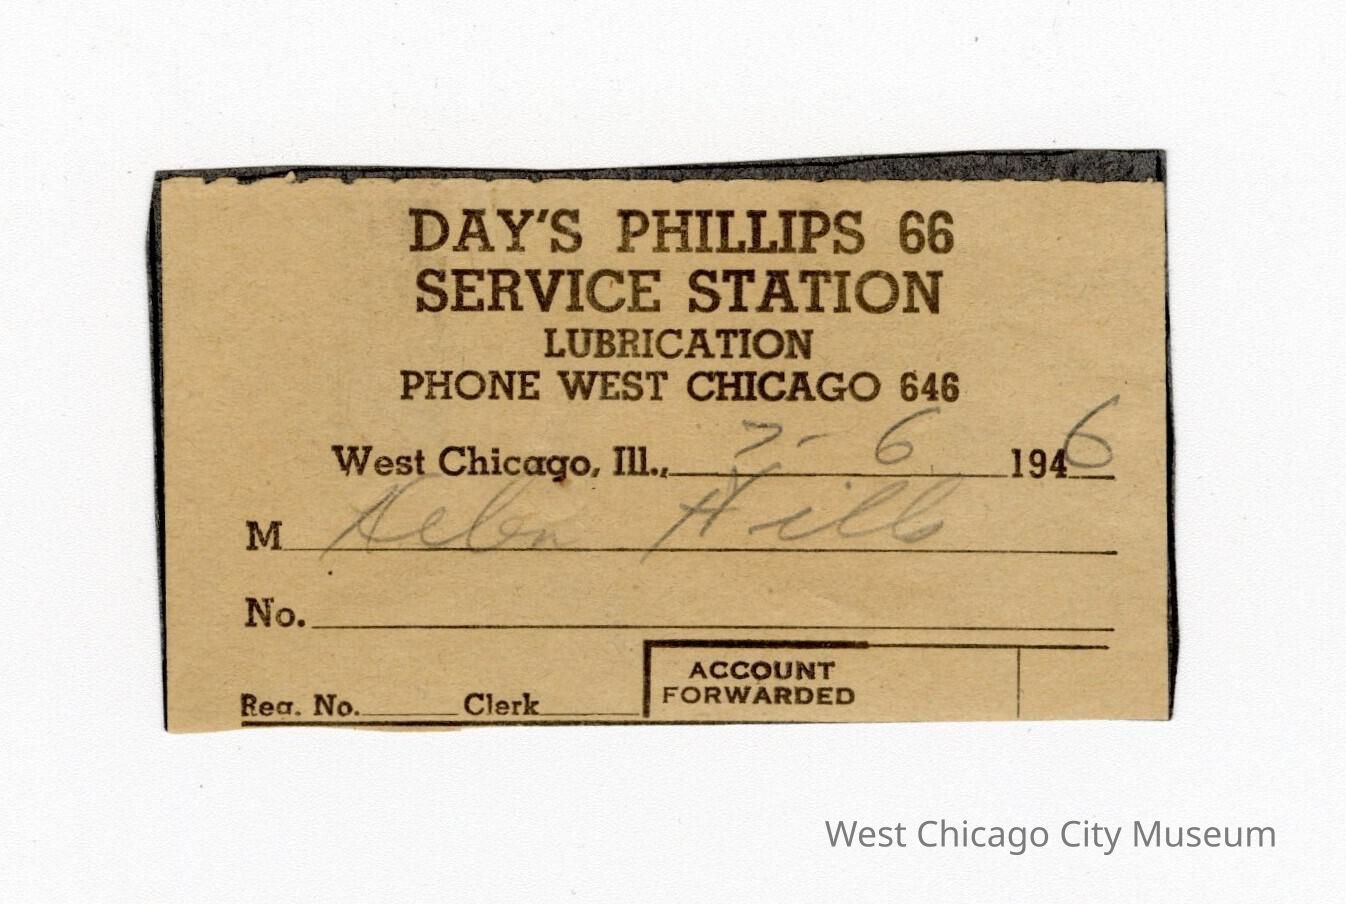 DAY'S PHILLIPS 66
SERVICE STATION
LUBRICATION
PHONE WEST CHICAGO 646
West Chicago, Ill., 7-6 1946
M Helen Hills
No.
ACCOUNT
FORWARDED
Reg. No. Clerk
West Chicago City Museum